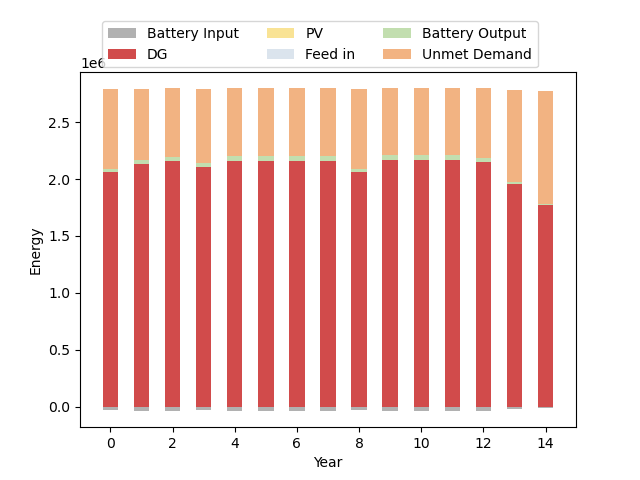 Battery Input PV Battery Output
DG Feed in Unmet Demand
1e6
2.5
2.0
1.5
1.0
0.5
0.0
Energy
0 2 4 6 8 10 12 14
Year